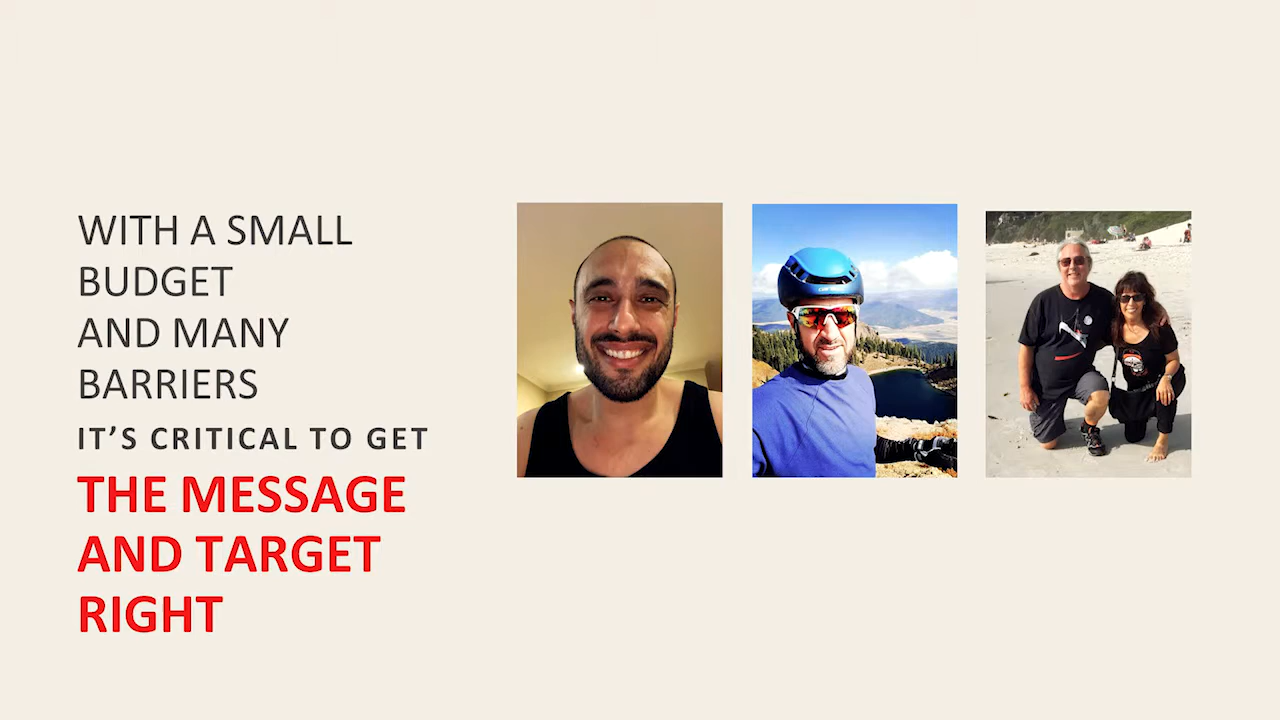 WITH A SMALL
BUDGET
AND MANY
BARRIERS
IT’S CRITICAL TO GET
THE MESSAGE
AND TARGET
RIGHT